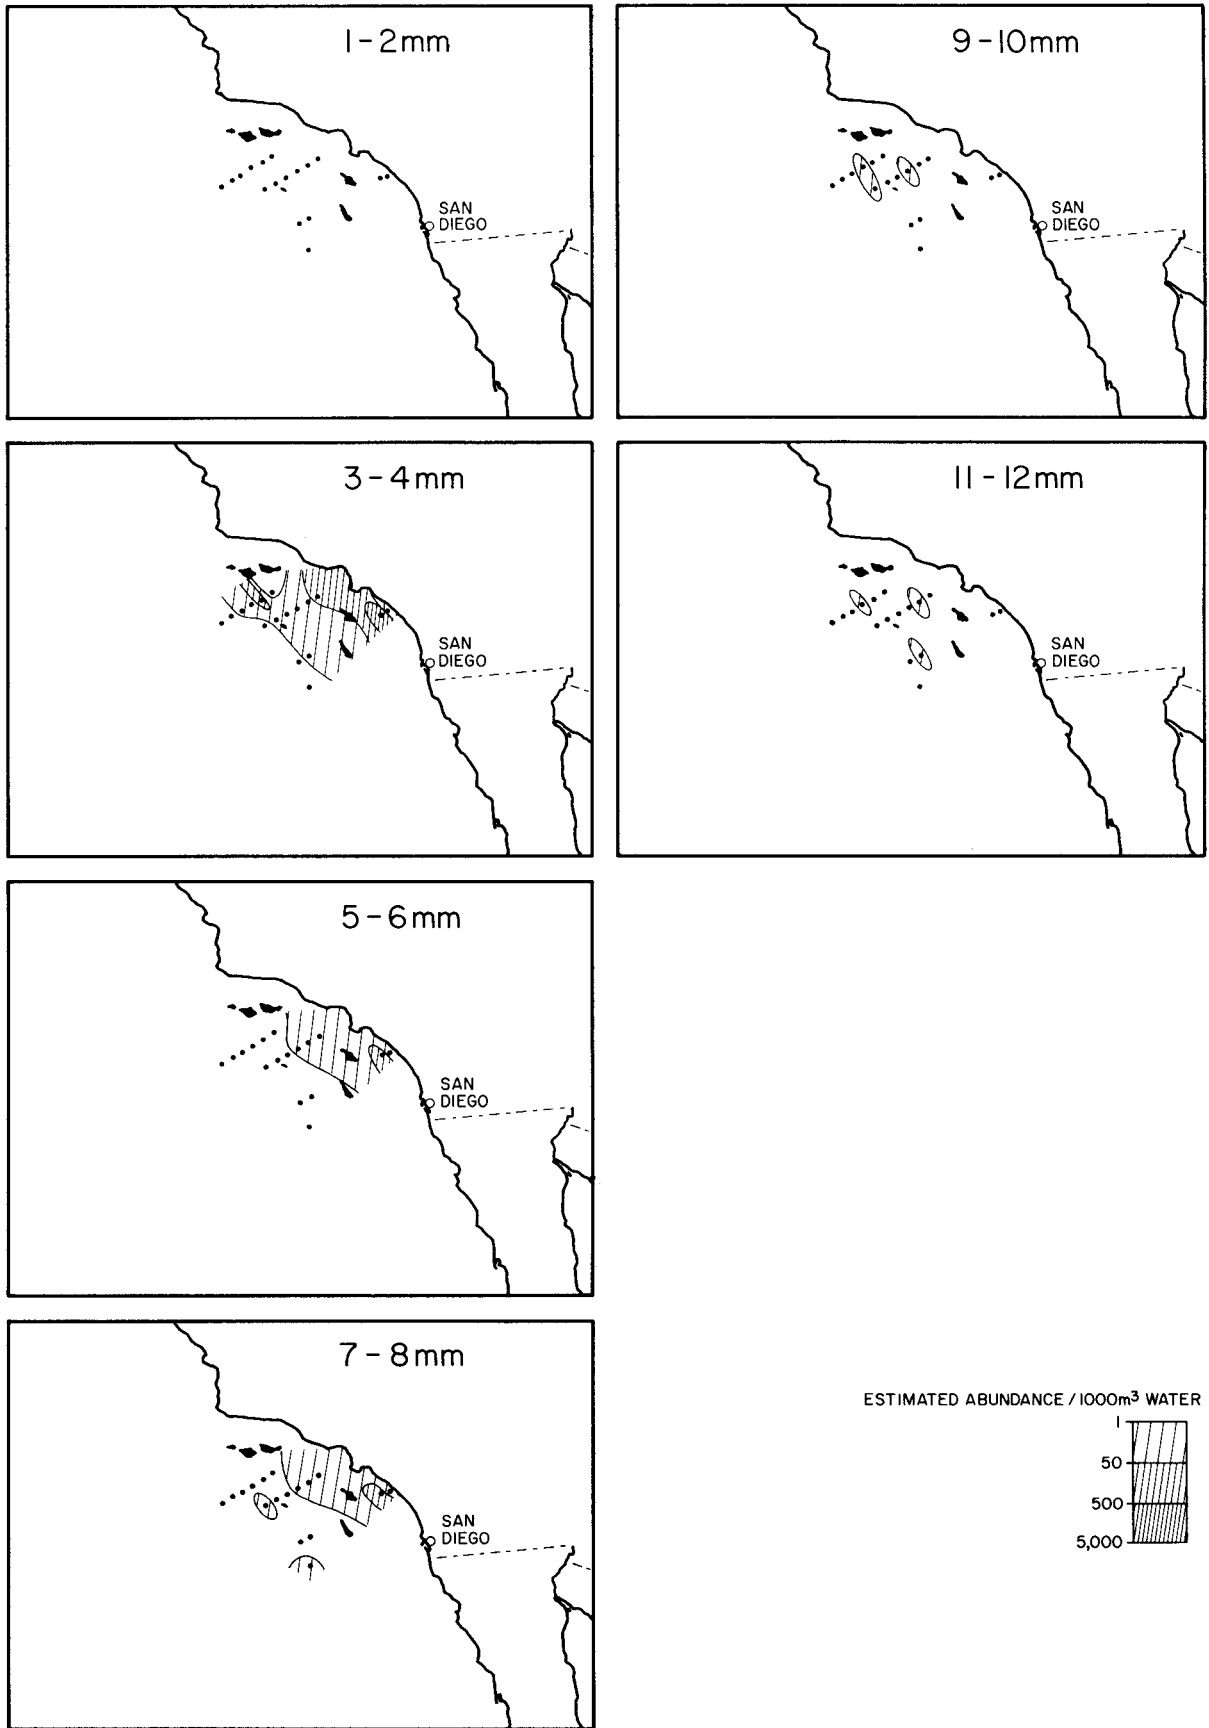 1-2mm
SAN
DIEGO
3-4mm
SAN
DIEGO
5-6mm
SAN
DIEGO
7-8mm
SAN
DIEGO
9-10mm
SAN
DIEGO
11-12mm
SAN
DIEGO
ESTIMATED ABUNDANCE / 1000m³ WATER
1
50
500
5,000